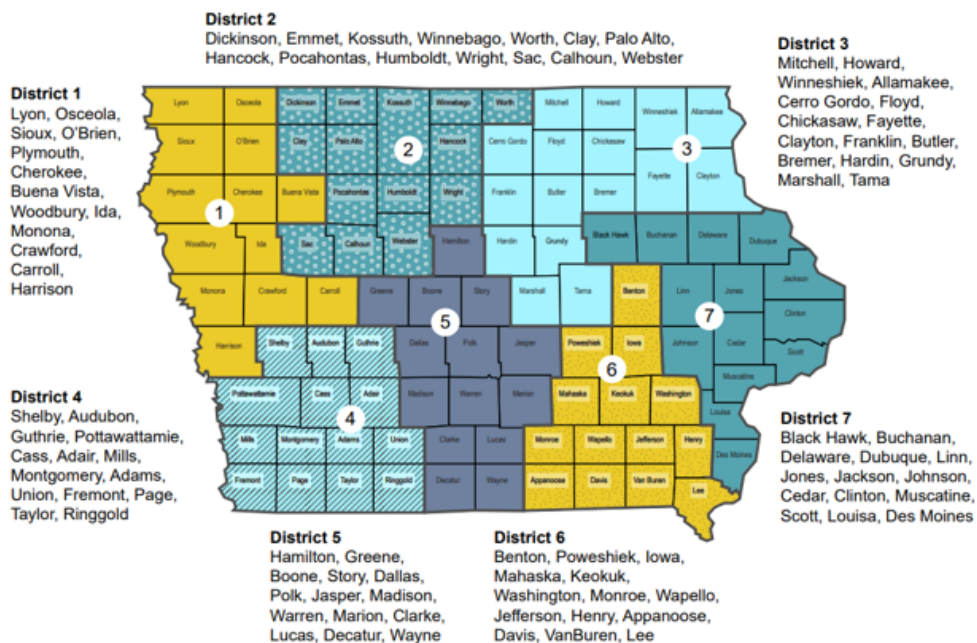 District 2
Dickinson, Emmet, Kossuth, Winnebago, Worth, Clay, Palo Alto,
Hancock, Pocahontas, Humboldt, Wright, Sac, Calhoun, Webster
District 3
Mitchell, Howard,
Winneshiek, Allamakee,
Cerro Gordo, Floyd,
Chickasaw, Fayette,
Clayton, Franklin, Butler,
Bremer, Hardin, Grundy,
Marshall, Tama
District 1
Lyon, Osceola,
Sioux, O'Brien,
Plymouth,
Cherokee,
Buena Vista,
Woodbury, Ida,
Monona,
Crawford,
Carroll,
Harrison
Lyon Osceola Dickinson Emmet Kossuth Winnebago Worth Mitchell Howard Winneshiek Allamakee
Sioux O'Brien Clay Palo Alto 2 Hancock Cerro Gordo Floyd Chickasaw 3
Fayette Clayton
Plymouth Cherokee Buena Vista Pocahontas Humboldt Wright Franklin Butler Bremer
1
Woodbury Ida Sac Calhoun Webster Hamilton Hardin Grundy Black Hawk Buchanan Delaware Dubuque
Monona Crawford Carroll Greene Boone Story Marshall Tama Benton Linn Jones Jackson
5 7 Clinton
Harrison Shelby Audubon Guthrie Dallas Polk Jasper Poweshiek Iowa Johnson Cedar Scott
6 Muscatine
Pottawattamie Cass Adair Madison Warren Marion Mahaska Keokuk Washington Louisa
4
Mills Montgomery Adams Union Clarke Lucas Monroe Wapello Jefferson Henry Des Moines
Fremont Page Taylor Ringgold Decatur Wayne Appanoose Davis Van Buren Lee
District 4
Shelby, Audubon,
Guthrie, Pottawattamie,
Cass, Adair, Mills,
Montgomery, Adams,
Union, Fremont, Page,
Taylor, Ringgold
District 7
Black Hawk, Buchanan,
Delaware, Dubuque, Linn,
Jones, Jackson, Johnson,
Cedar, Clinton, Muscatine,
Scott, Louisa, Des Moines
District 5
Hamilton, Greene,
Boone, Story, Dallas,
Polk, Jasper, Madison,
Warren, Marion, Clarke,
Lucas, Decatur, Wayne
District 6
Benton, Poweshiek, Iowa,
Mahaska, Keokuk,
Washington, Monroe, Wapello,
Jefferson, Henry, Appanoose,
Davis, VanBuren, Lee